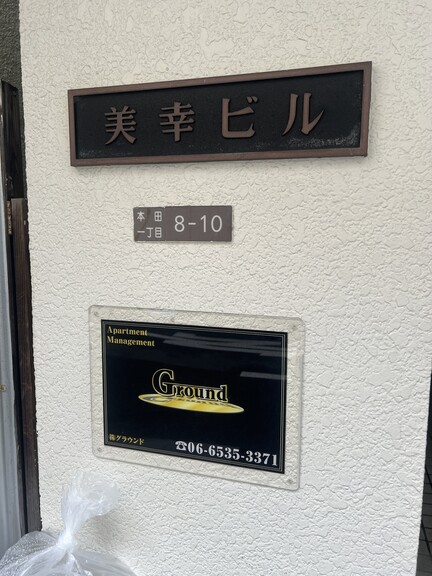 美幸ビル
本田
一丁目
8-10
Apartment
Management
Ground
㈱グラウンド
☎06-6535-3371